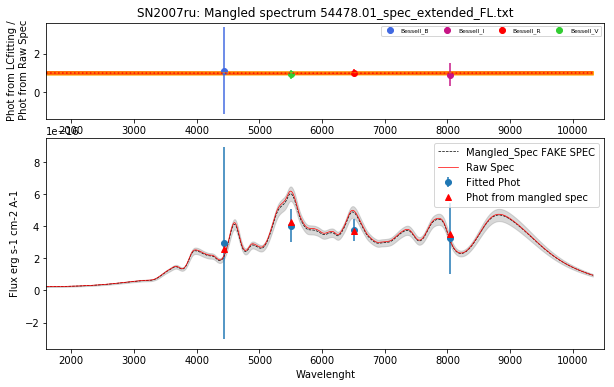 SN2007ru: Mangled spectrum 54478.01_spec_extended_FL.txt
Phot from LCfitting /
Phot from Raw Spec
Bessell_B
Bessell_I
Bessell_R
Bessell_V
2
0
2000 3000 4000 5000 6000 7000 8000 9000 10000
1e−16
Flux erg s-1 cm-2 A-1
8
6
4
2
0
−2
Mangled_Spec FAKE SPEC
Raw Spec
Fitted Phot
Phot from mangled spec
2000 3000 4000 5000 6000 7000 8000 9000 10000
Wavelenght